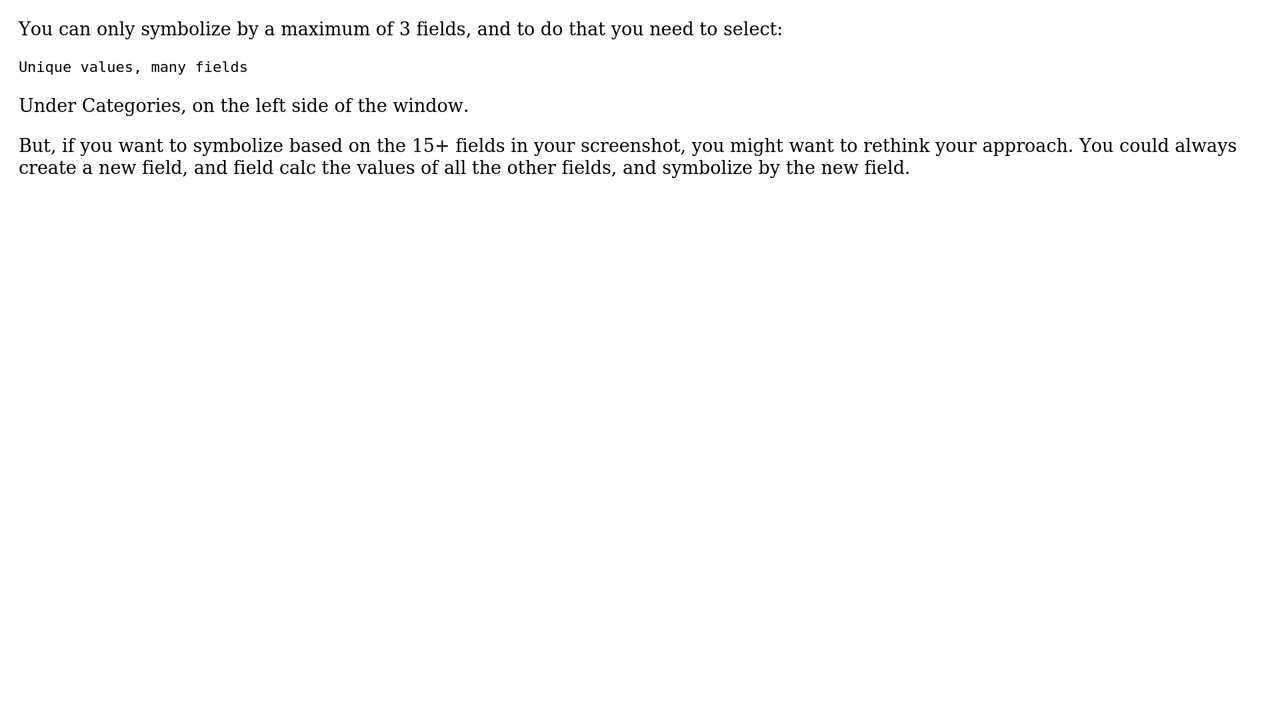 You can only symbolize by a maximum of 3 fields, and to do that you need to select:
Unique values, many fields
Under Categories, on the left side of the window.
But, if you want to symbolize based on the 15+ fields in your screenshot, you might want to rethink your approach. You could always
create a new field, and field calc the values of all the other fields, and symbolize by the new field.